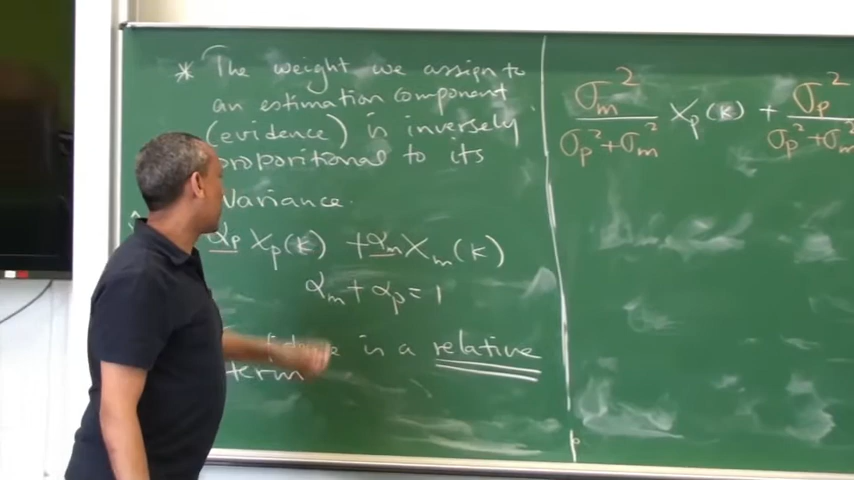 * The weight we assign to
an estimation component
(evidence) is inversely
proportional to its
Variance.
αp Xp(k) + αm Xm(k)
αm + αp = 1
in a relative
term
σm² / (σp² + σm²) Xp(k) + σp² / (σp² + σm